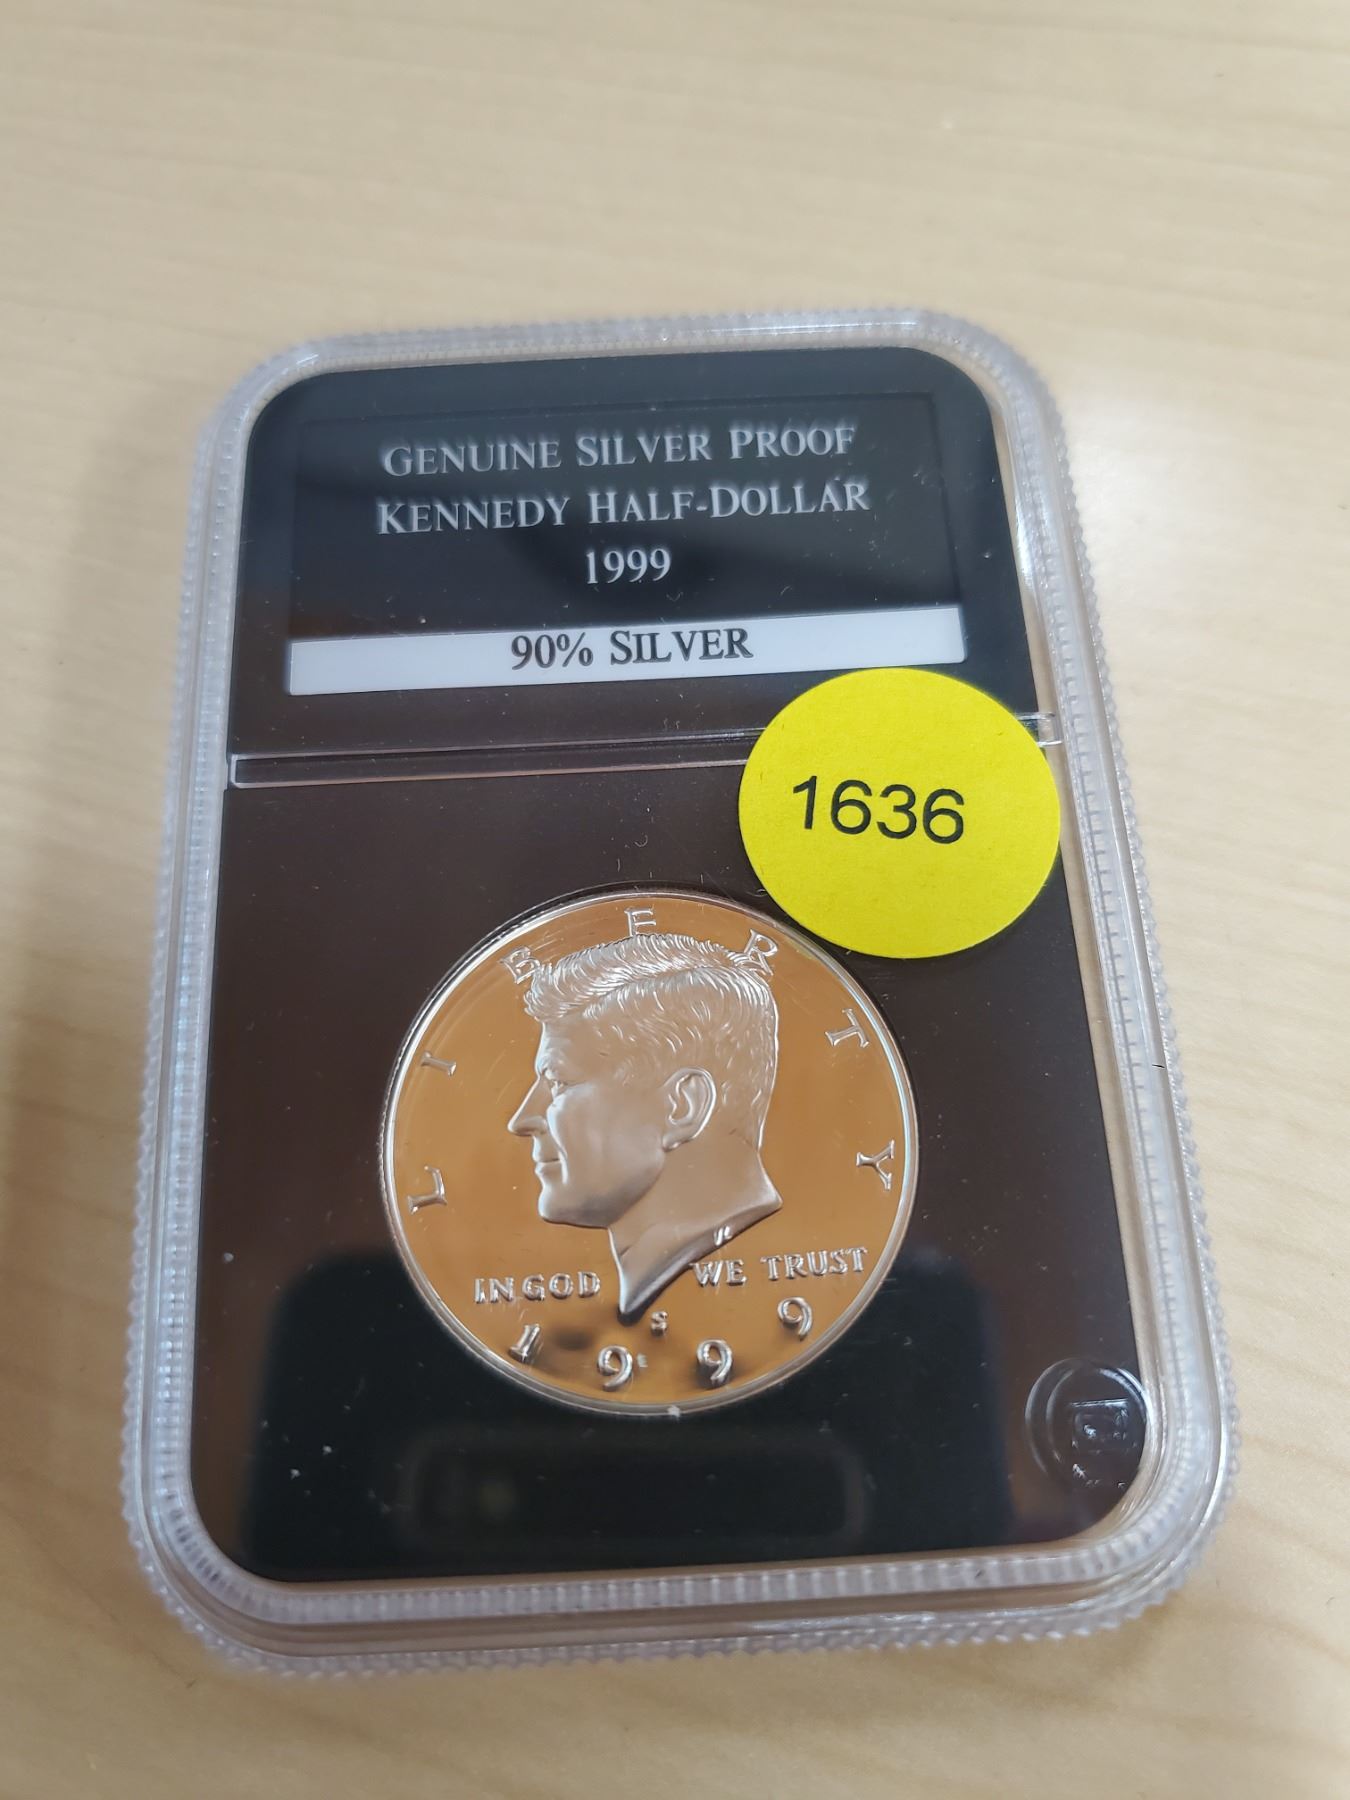 GENUINE SILVER PROOF
KENNEDY HALF-DOLLAR
1999
90% SILVER
1636
LIBERTY
IN GOD WE TRUST
S
1999